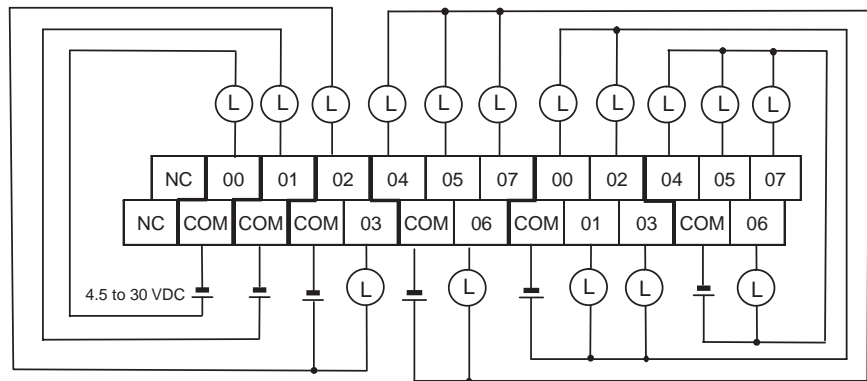 L L L L L L L L L L L
NC 00 01 02 04 05 07 00 02 04 05 07
NC COM COM COM 03 COM 06 COM 01 03 COM 06
4.5 to 30 VDC L L L L L